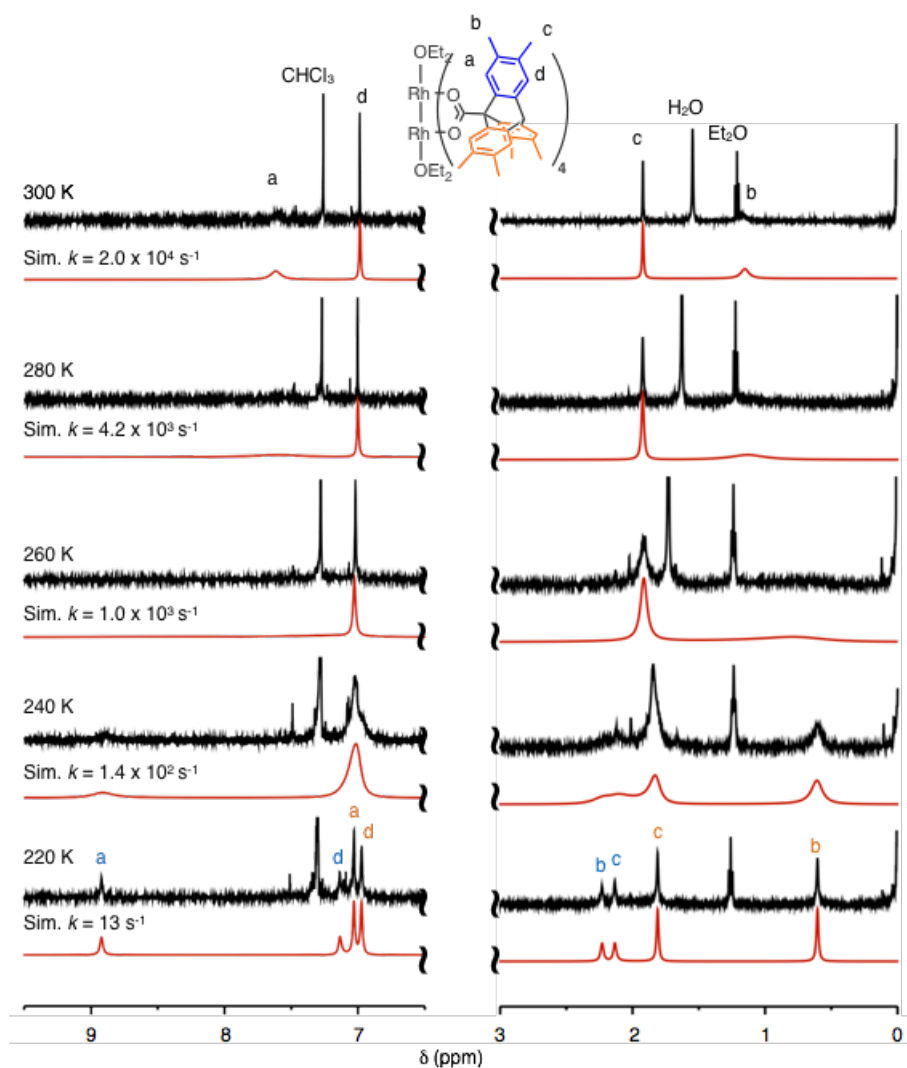 b
c
OEt₂
a
d
CHCl₃
d
Rh
O
H₂O
c
Et₂O
Rh
O
a
b
OEt₂
4
300 K
Sim. k = 2.0 x 10⁴ s⁻¹
280 K
Sim. k = 4.2 x 10³ s⁻¹
260 K
Sim. k = 1.0 x 10³ s⁻¹
240 K
Sim. k = 1.4 x 10² s⁻¹
a
d
220 K
a
d
b
c
c
b
Sim. k = 13 s⁻¹
9
8
7
3
2
1
0
δ (ppm)